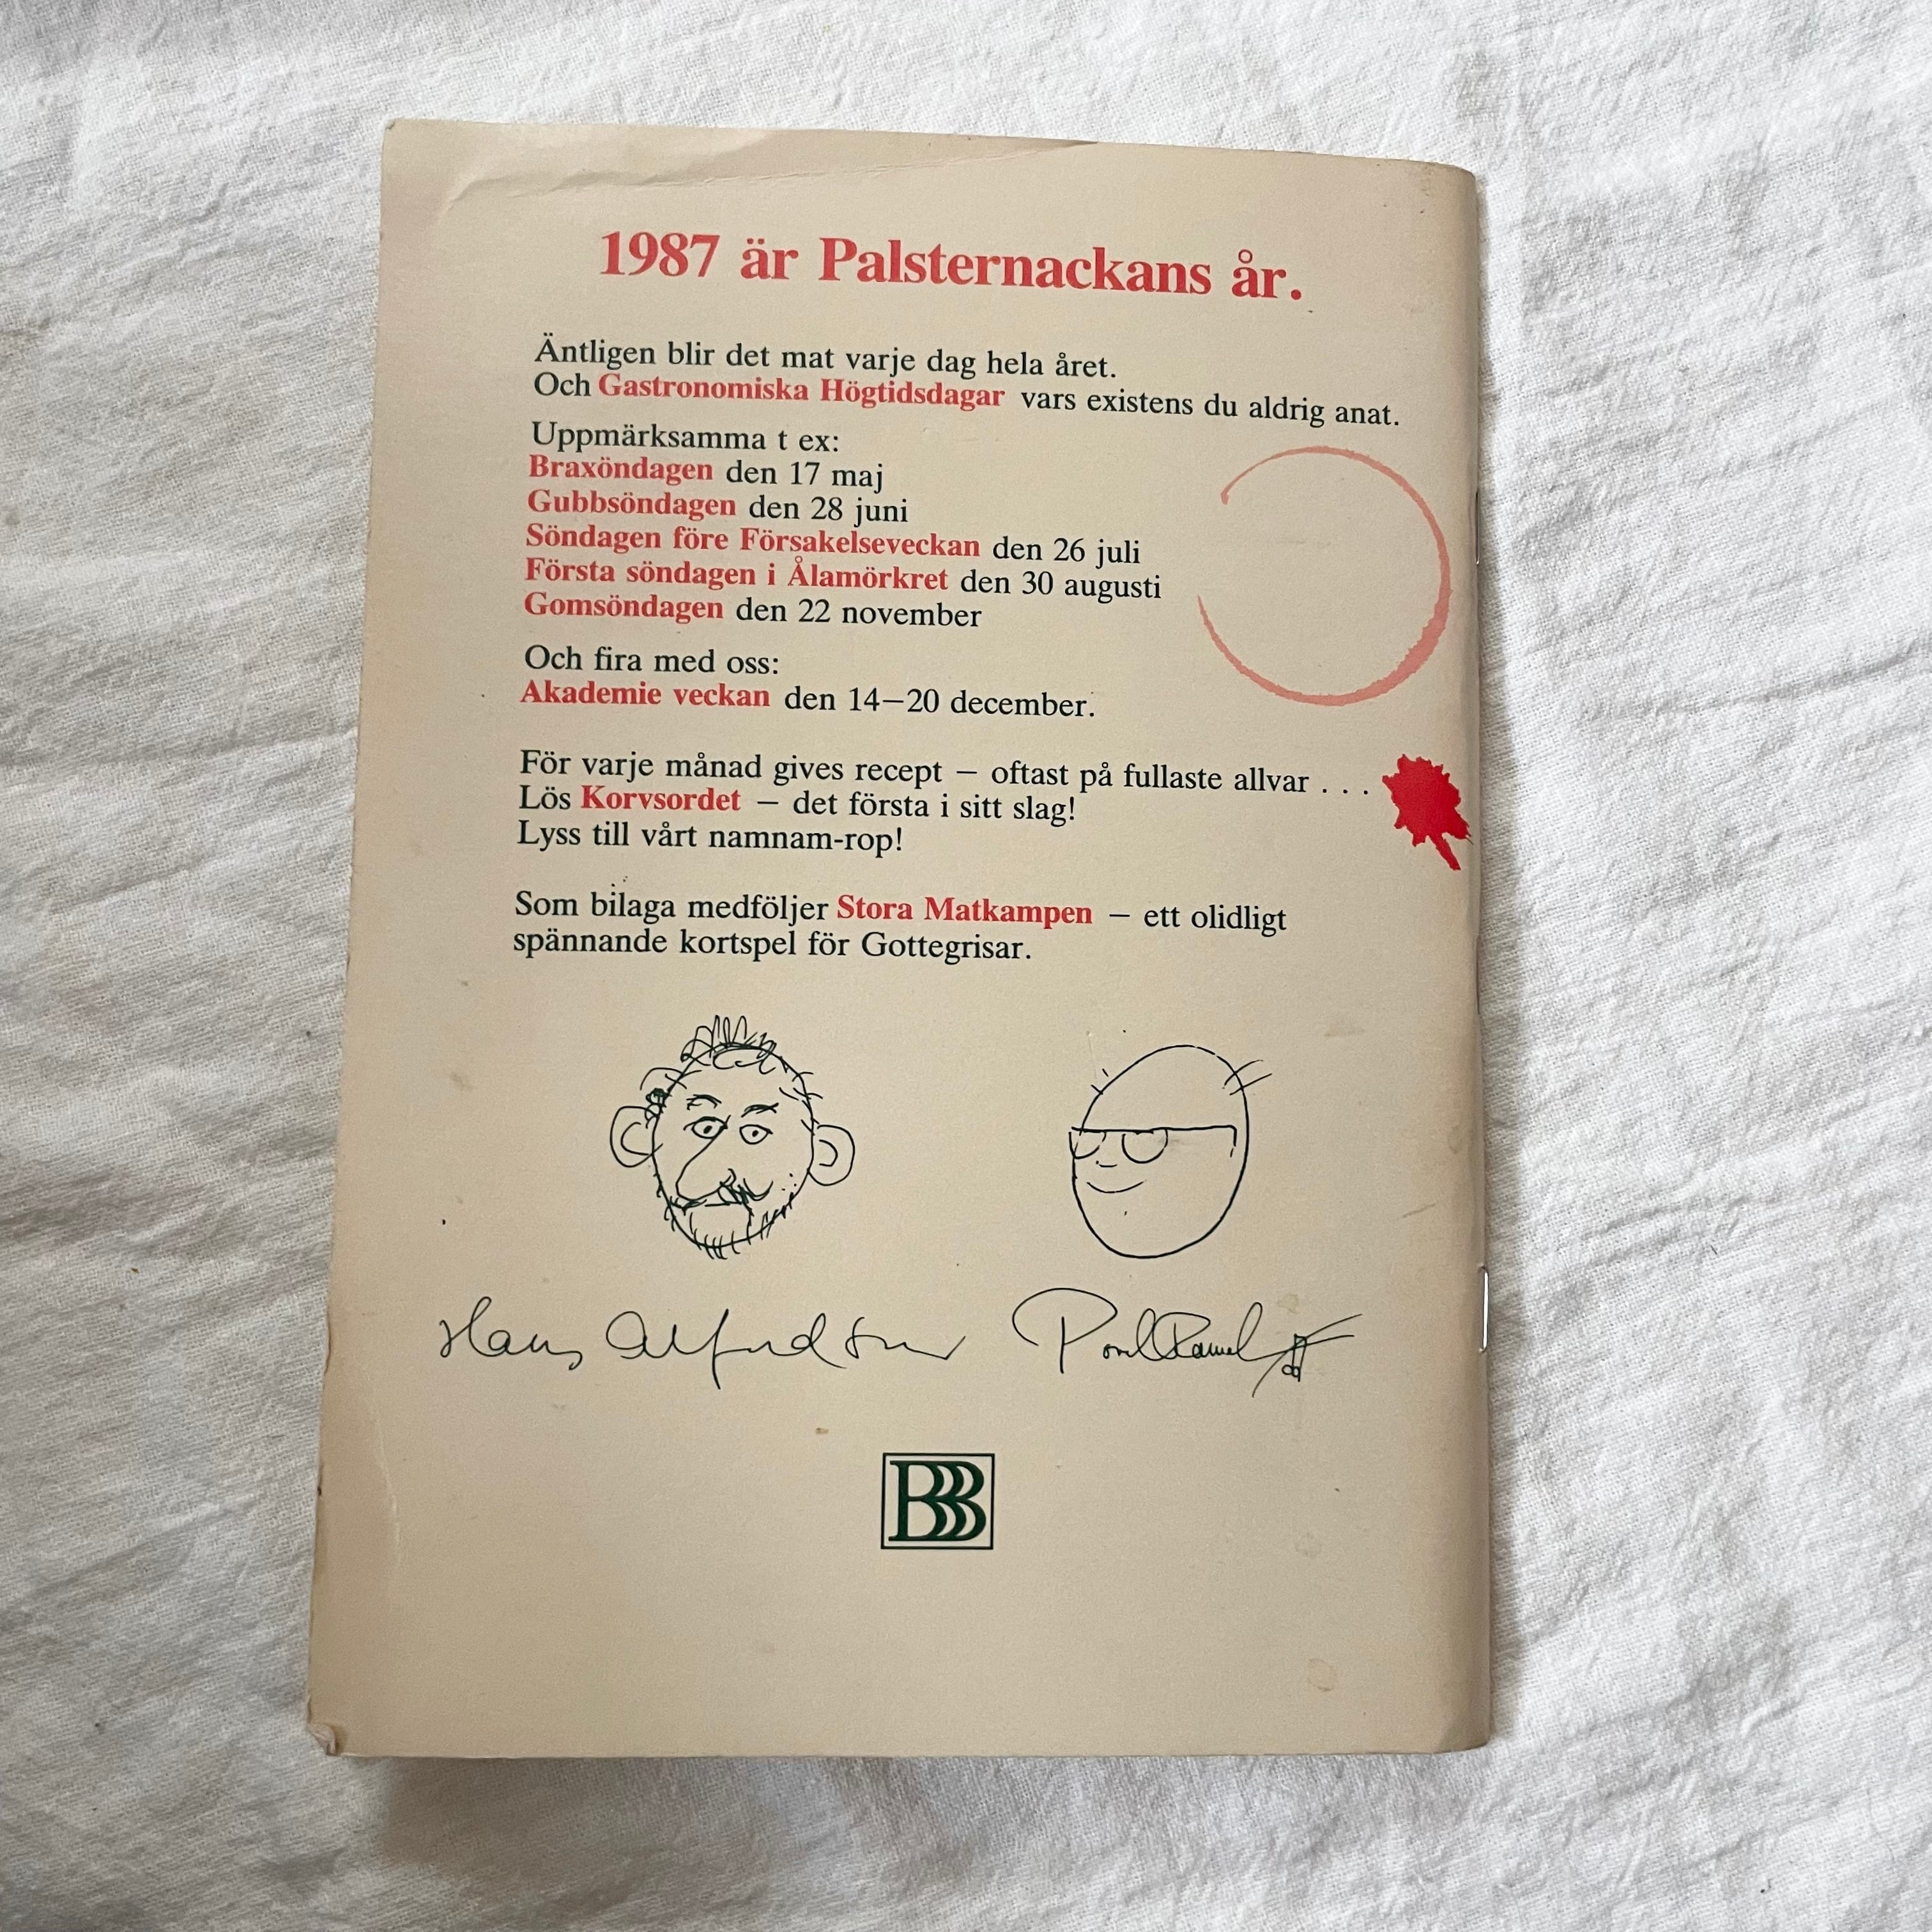 1987 är Palsternackans år.
Äntligen blir det mat varje dag hela året.
Och Gastronomiska Högtidsdagar vars existens du aldrig anat.
Uppmärksamma t ex:
Braxöndagen den 17 maj
Gubbsöndagen den 28 juni
Söndagen före Försakelseveckan den 26 juli
Första söndagen i Ålamörkret den 30 augusti
Gomsöndagen den 22 november
Och fira med oss:
Akademie veckan den 14–20 december.
För varje månad gives recept – oftast på fullaste allvar . . .
Lös Korvsordet – det första i sitt slag!
Lyss till vårt namnam-rop!
Som bilaga medföljer Stora Matkampen – ett olidligt
spännande kortspel för Gottegrisar.
Hans Alfredson Povel Ramel
BBB